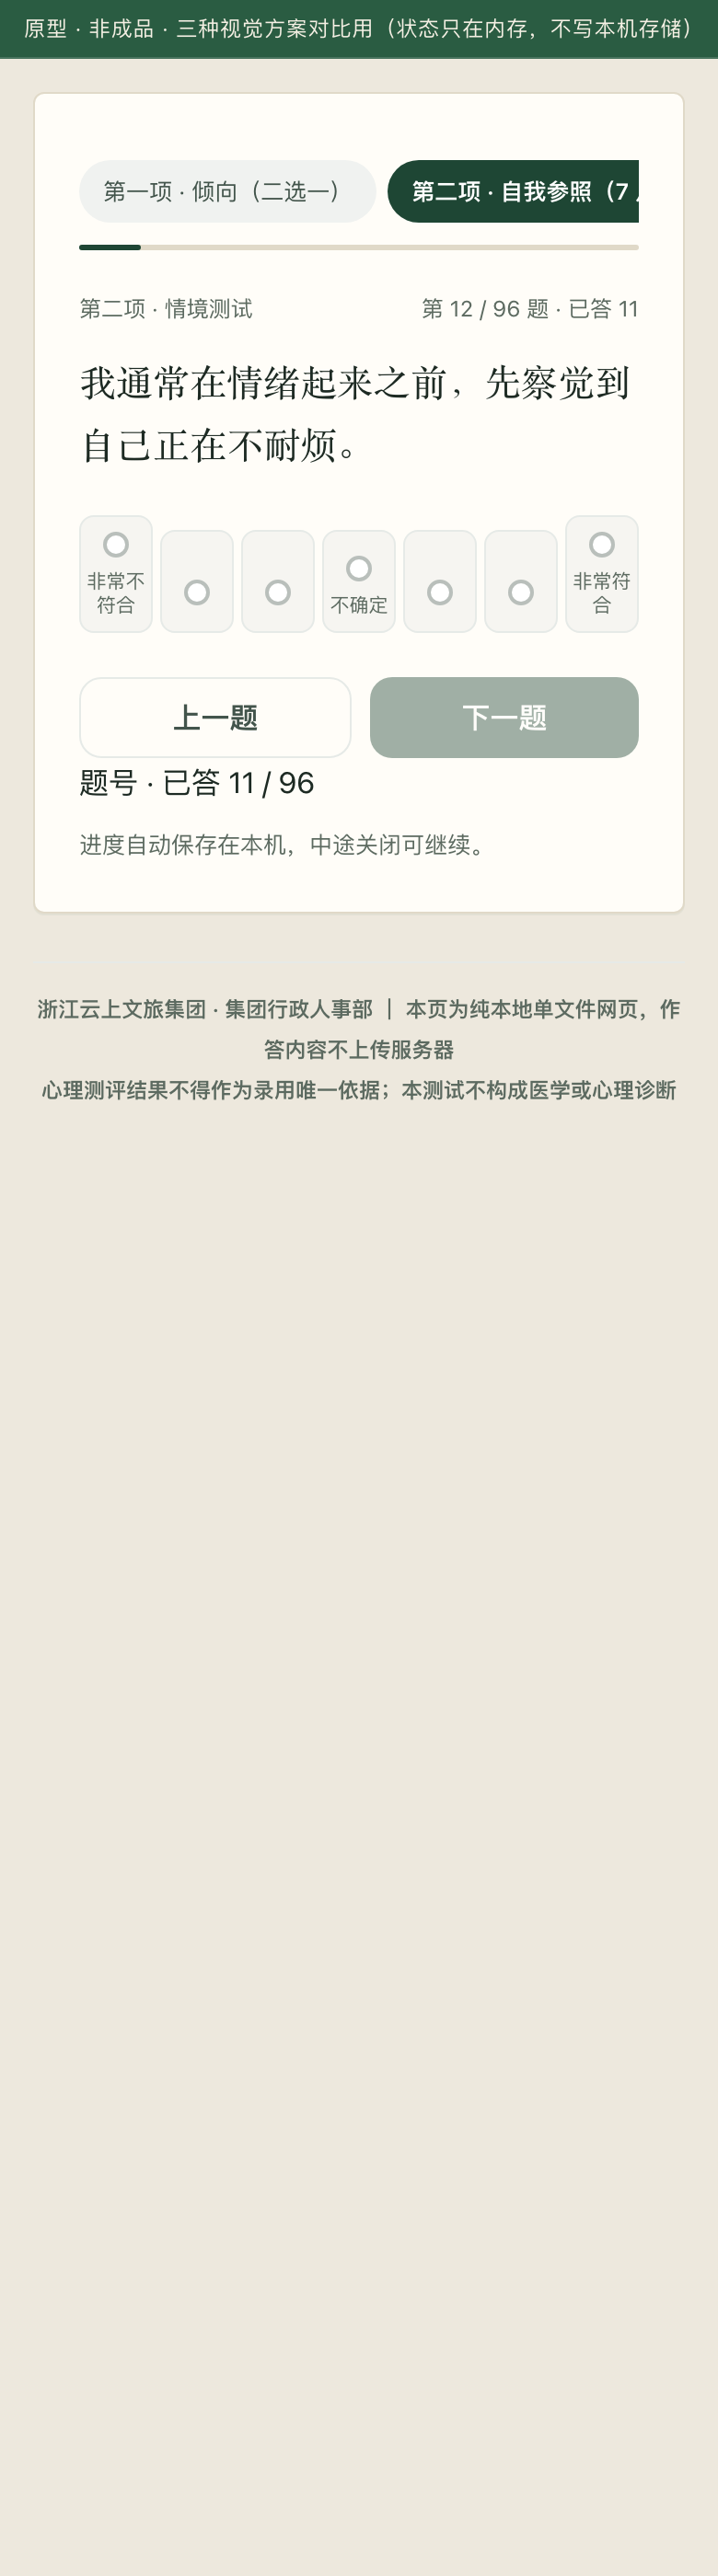 原型 · 非成品 · 三种视觉方案对比用（状态只在内存，不写本机存储）
第一项 · 倾向（二选一）
第二项 · 自我参照（7
第二项 · 情境测试
第 12 / 96 题 · 已答 11
我通常在情绪起来之前，先察觉到
自己正在不耐烦。
非常不
符合
不确定
非常符
合
上一题
下一题
题号 · 已答 11 / 96
进度自动保存在本机，中途关闭可继续。
浙江云上文旅集团 · 集团行政人事部 ｜ 本页为纯本地单文件网页，作
答内容不上传服务器
心理测评结果不得作为录用唯一依据；本测试不构成医学或心理诊断